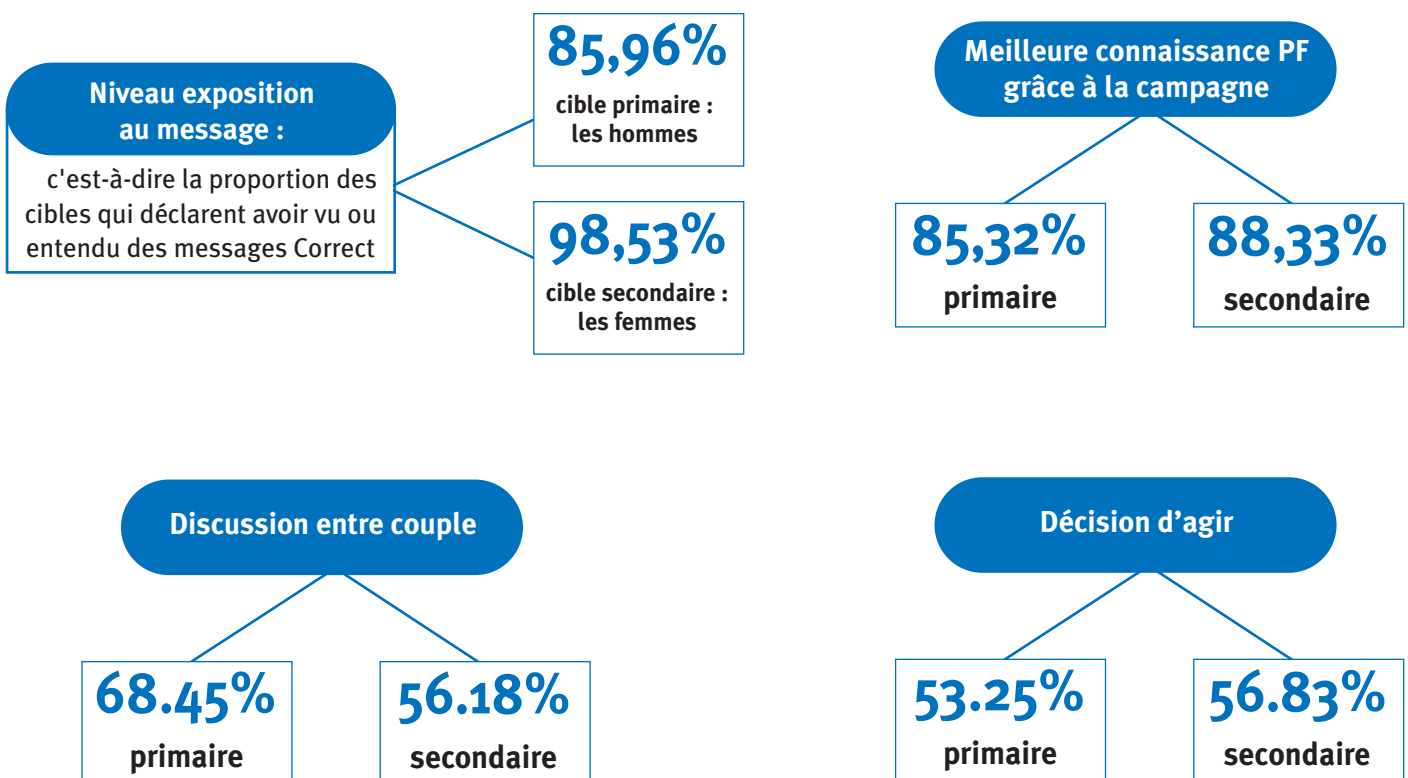 Niveau exposition
au message :
c'est-à-dire la proportion des
cibles qui déclarent avoir vu ou
entendu des messages Correct
85,96%
cible primaire :
les hommes
98,53%
cible secondaire :
les femmes
Meilleure connaissance PF
grâce à la campagne
85,32%
primaire
88,33%
secondaire
Discussion entre couple
68.45%
primaire
56.18%
secondaire
Décision d’agir
53.25%
primaire
56.83%
secondaire